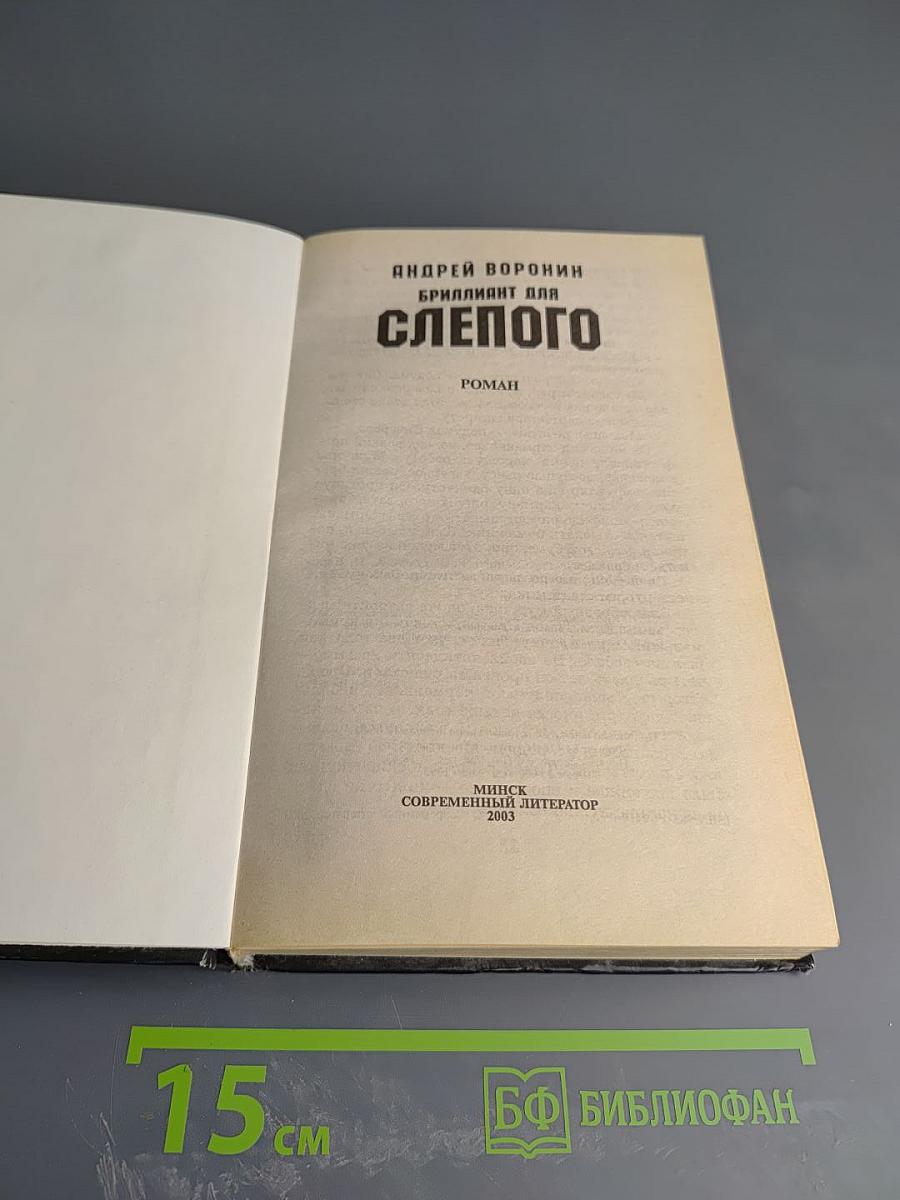 АНДРЕЙ ВОРОНИН
БРИЛЛИАНТ ДЛЯ
СЛЕПОГО
РОМАН
МИНСК
СОВРЕМЕННЫЙ ЛИТЕРАТОР
2003
15 см
БФ БИБЛИОФАН